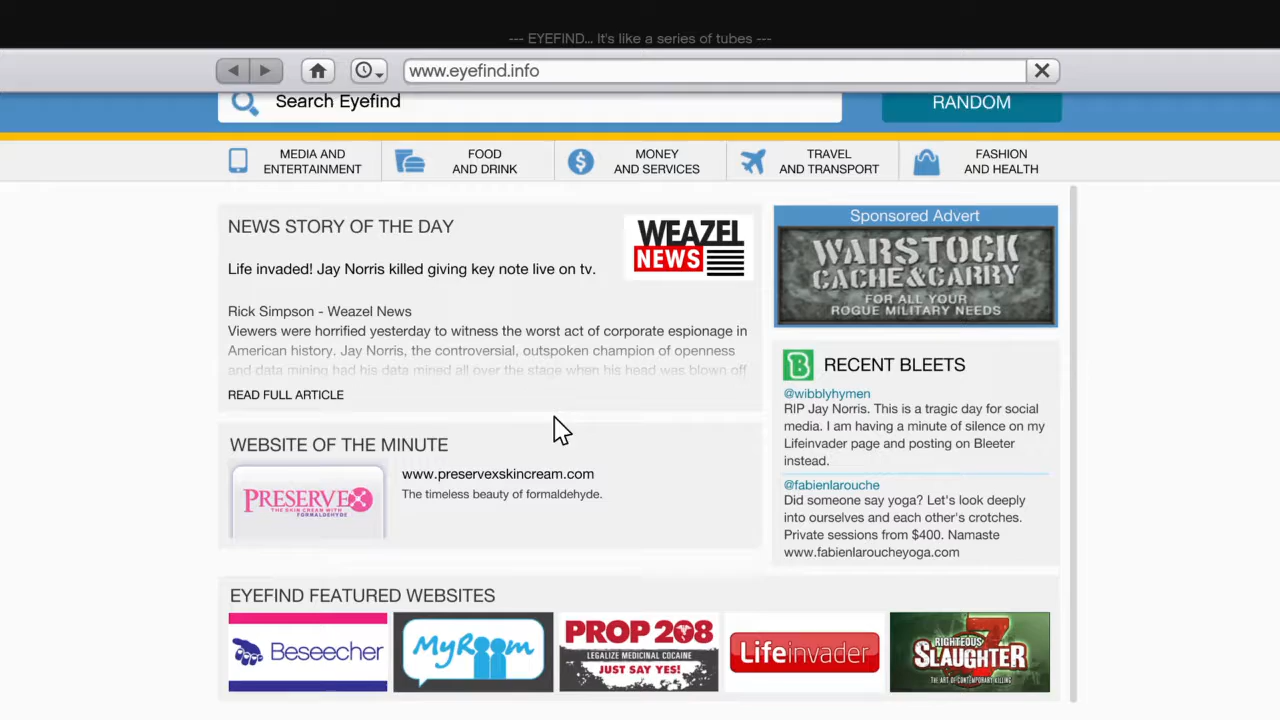 --- EYEFIND... It's like a series of tubes ---
www.eyefind.info
Search Eyefind
RANDOM
MEDIA AND
ENTERTAINMENT
FOOD
AND DRINK
MONEY
AND SERVICES
TRAVEL
AND TRANSPORT
FASHION
AND HEALTH
NEWS STORY OF THE DAY
WEAZEL
NEWS
Life invaded! Jay Norris killed giving key note live on tv.
Rick Simpson - Weazel News
Viewers were horrified yesterday to witness the worst act of corporate espionage in
American history. Jay Norris, the controversial, outspoken champion of openness
and data mining had his data mined all over the stage when his head was blown off
READ FULL ARTICLE
Sponsored Advert
WARSTOCK
CACHE & CARRY
FOR ALL YOUR
ROGUE MILITARY NEEDS
B
RECENT BLEETS
@wibblyhymen
RIP Jay Norris. This is a tragic day for social
media. I am having a minute of silence on my
Lifeinvader page and posting on Bleeter
instead.
@fabienlarouche
Did someone say yoga? Let's look deeply
into ourselves and each other's crotches.
Private sessions from $400. Namaste
www.fabienlaroucheyoga.com
WEBSITE OF THE MINUTE
PRESERVEX
THE SKIN CREAM WITH
FORMALDEHYDE
www.preservexskincream.com
The timeless beauty of formaldehyde.
EYEFIND FEATURED WEBSITES
Beseecher
MyRoom
PROP 208
LEGALIZE MEDICINAL COCAINE
JUST SAY YES!
Lifeinvader
RIGHTEOUS
SLAUGHTER
7
THE ART OF CONTEMPORARY KILLING